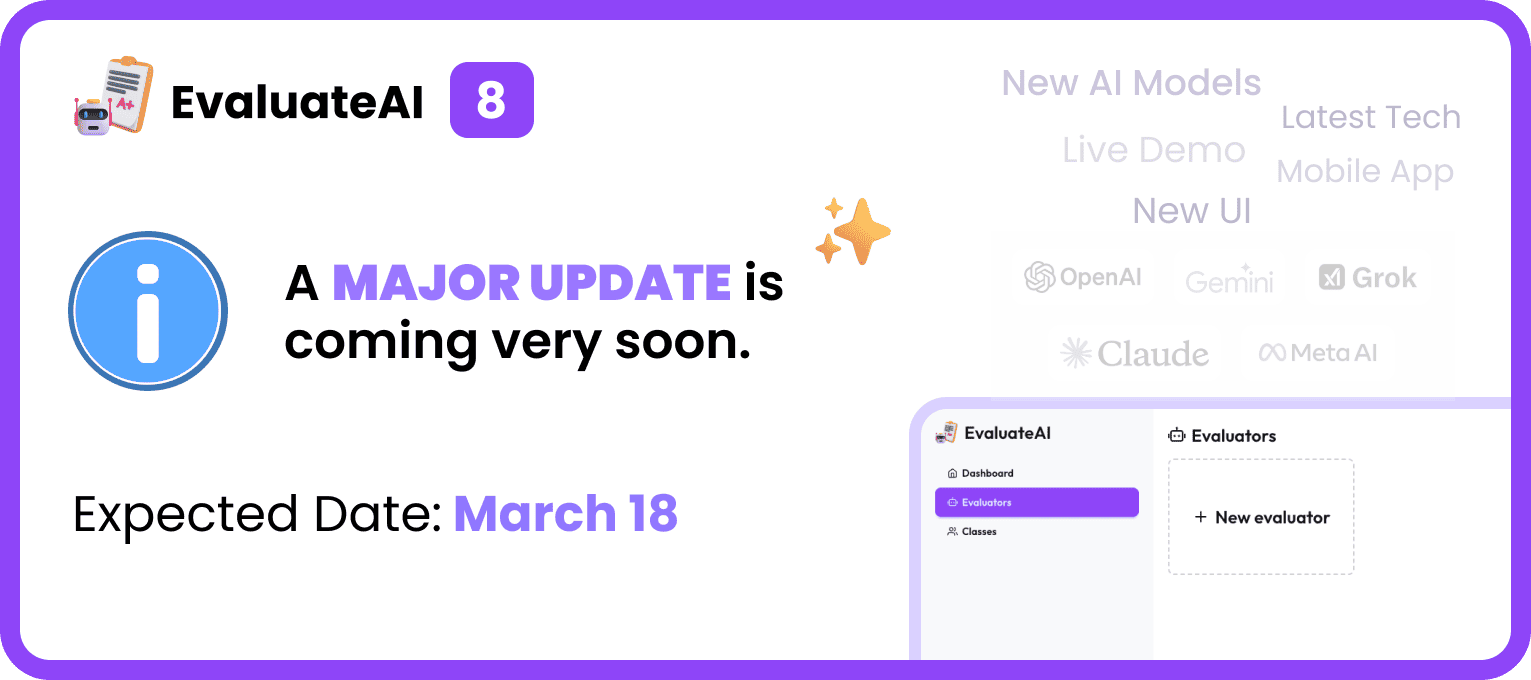 EvaluateAI 8
A MAJOR UPDATE is
coming very soon.
Expected Date: March 18
New AI Models
Latest Tech
Live Demo
Mobile App
New UI
OpenAI
Gemini
Grok
Claude
Meta AI
EvaluateAI
Dashboard
Evaluators
Classes
Evaluators
+ New evaluator
A+